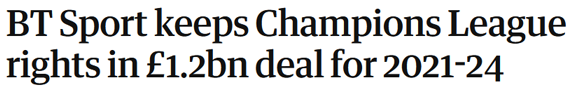 BT Sport keeps Champions League
rights in £1.2bn deal for 2021-24